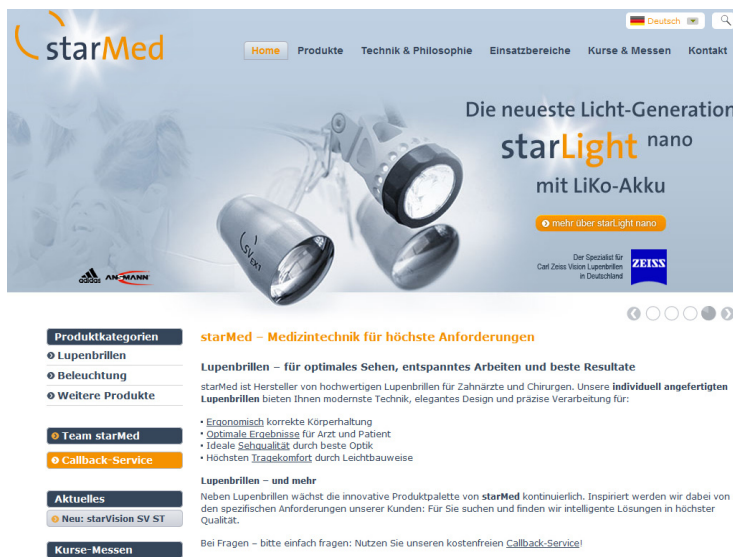 Deutsch
starMed
Home Produkte Technik & Philosophie Einsatzbereiche Kurse & Messen Kontakt
Die neueste Licht-Generation
starLight nano
mit LiKo-Akku
mehr über starLight nano
SV EX1
Der Spezialist für
Carl Zeiss Vision Lupenbrillen
in Deutschland
ZEISS
adidas ANSMANN
Produktkategorien
Lupenbrillen
Beleuchtung
Weitere Produkte
Team starMed
Callback-Service
Aktuelles
Neu: starVision SV ST
Kurse-Messen
starMed – Medizintechnik für höchste Anforderungen
Lupenbrillen – für optimales Sehen, entspanntes Arbeiten und beste Resultate
starMed ist Hersteller von hochwertigen Lupenbrillen für Zahnärzte und Chirurgen. Unsere individuell angefertigten
Lupenbrillen bieten Ihnen modernste Technik, elegantes Design und präzise Verarbeitung für:
• Ergonomisch korrekte Körperhaltung
• Optimale Ergebnisse für Arzt und Patient
• Ideale Sehqualität durch beste Optik
• Höchsten Tragekomfort durch Leichtbauweise
Lupenbrillen – und mehr
Neben Lupenbrillen wächst die innovative Produktpalette von starMed kontinuierlich. Inspiriert werden wir dabei von
den spezifischen Anforderungen unserer Kunden: Für Sie suchen und finden wir intelligente Lösungen in höchster
Qualität.
Bei Fragen – bitte einfach fragen: Nutzen Sie unseren kostenfreien Callback-Service!